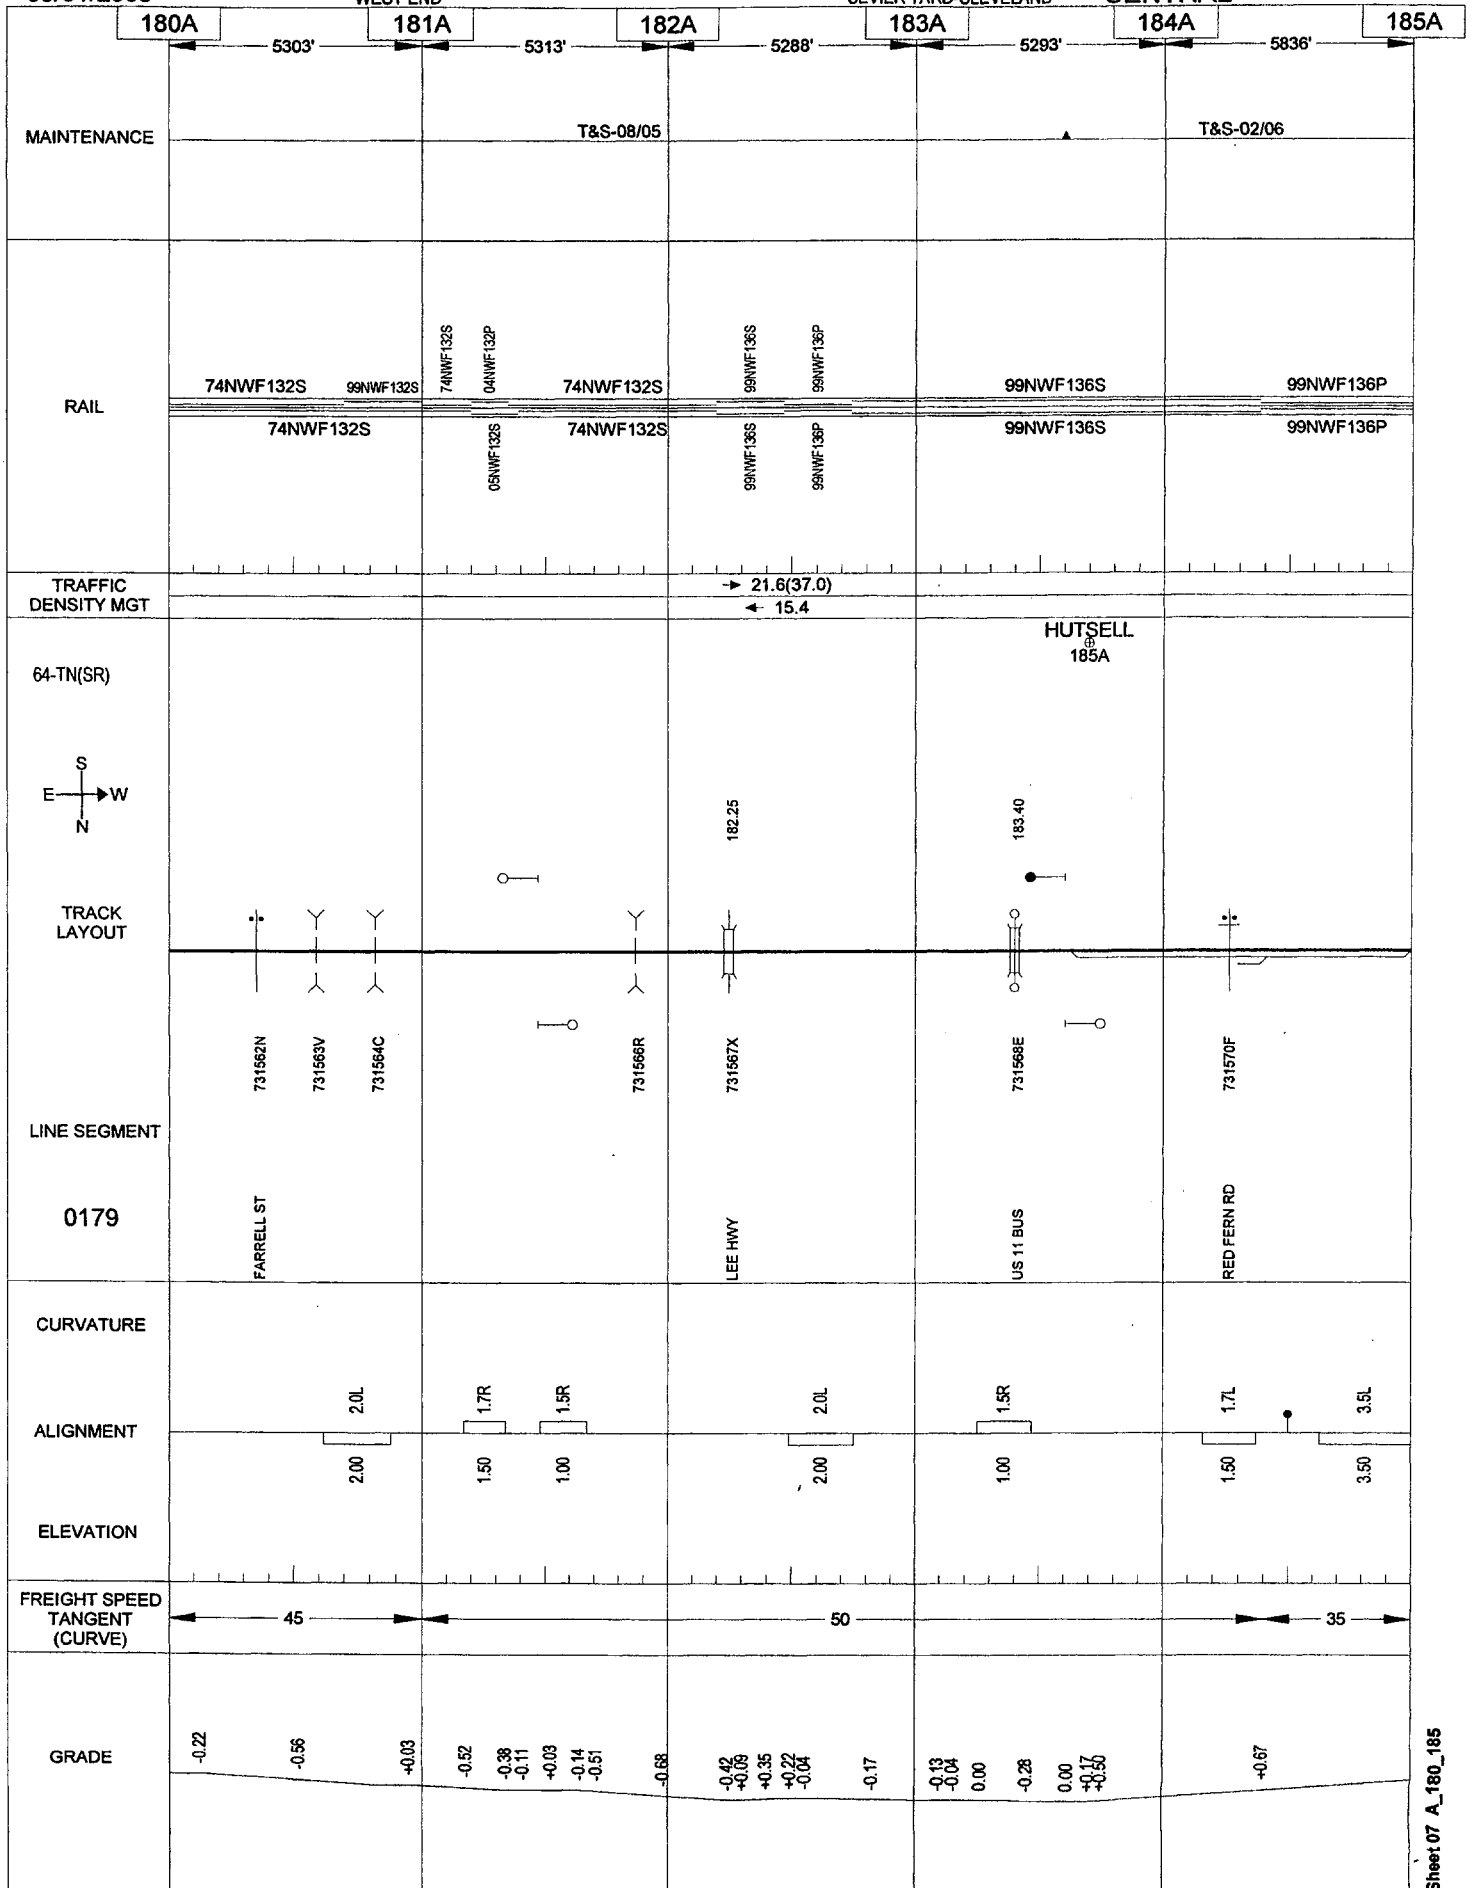 180A 181A 182A 183A 184A 185A
5303' 5313' 5288' 5293' 5836'
MAINTENANCE
T&S-08/05
T&S-02/06
RAIL
74NWF132S 99NWF132S 74NWF132S 04NWF132P 74NWF132S 99NWF136S 99NWF136P 99NWF136S 99NWF136P
74NWF132S 05NWF132S 74NWF132S 99NWF136S 99NWF136P 99NWF136S 99NWF136P
TRAFFIC
DENSITY MGT
21.6(37.0)
15.4
HUTSELL
185A
64-TN(SR)
S
E W
N
182.25
183.40
TRACK
LAYOUT
731562N 731563V 731564C 731566R 731567X 731568E 731570F
LINE SEGMENT
0179
FARRELL ST
LEE HWY
US 11 BUS
RED FERN RD
CURVATURE
2.0L 1.7R 1.5R 2.0L 1.5R 1.7L 3.5L
ALIGNMENT
2.00 1.50 1.00 2.00 1.00 1.50 3.50
ELEVATION
FREIGHT SPEED
TANGENT
(CURVE)
45 50 35
GRADE
-0.22 -0.56 +0.03 -0.52 -0.38 -0.11 +0.03 -0.14 -0.51 -0.68 -0.42 +0.09 +0.35 +0.22 -0.04 -0.17 -0.13 -0.04 0.00 -0.28 0.00 +0.17 +0.50 +0.67
Sheet 07 A_180_185